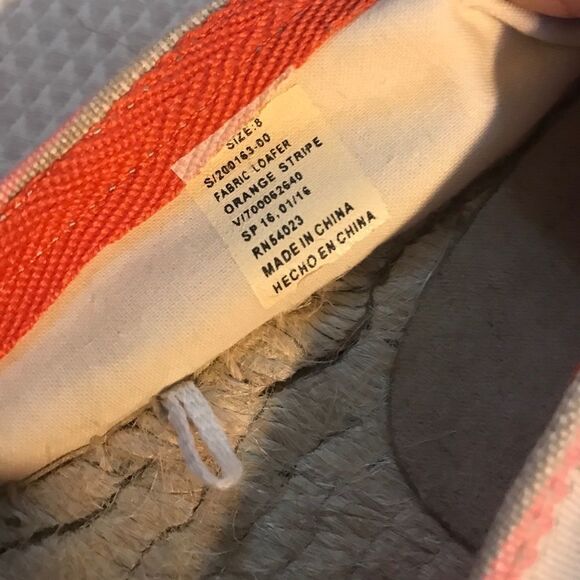 SIZE:8
S/200163-00
FABRIC LOAFER
ORANGE STRIPE
V/700062640
SP 16, 01/16
RN54023
MADE IN CHINA
HECHO EN CHINA